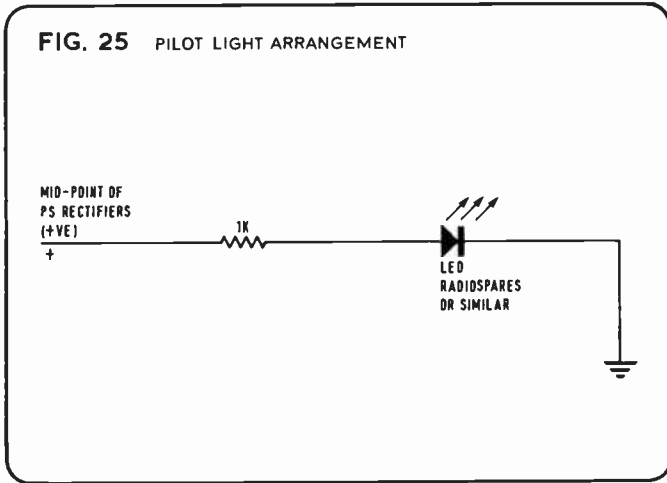 FIG. 25 PILOT LIGHT ARRANGEMENT
MID-POINT OF
PS RECTIFIERS
(+VE)
+
1K
LED
RADIOSPARES
OR SIMILAR